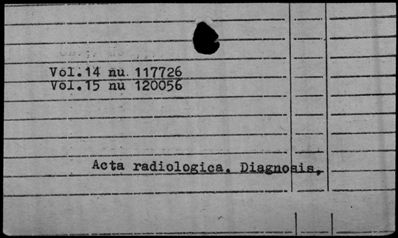 Vol.14 nu 117726
Vol.15 nu 120056
Acta radiologica. Diagnosis.